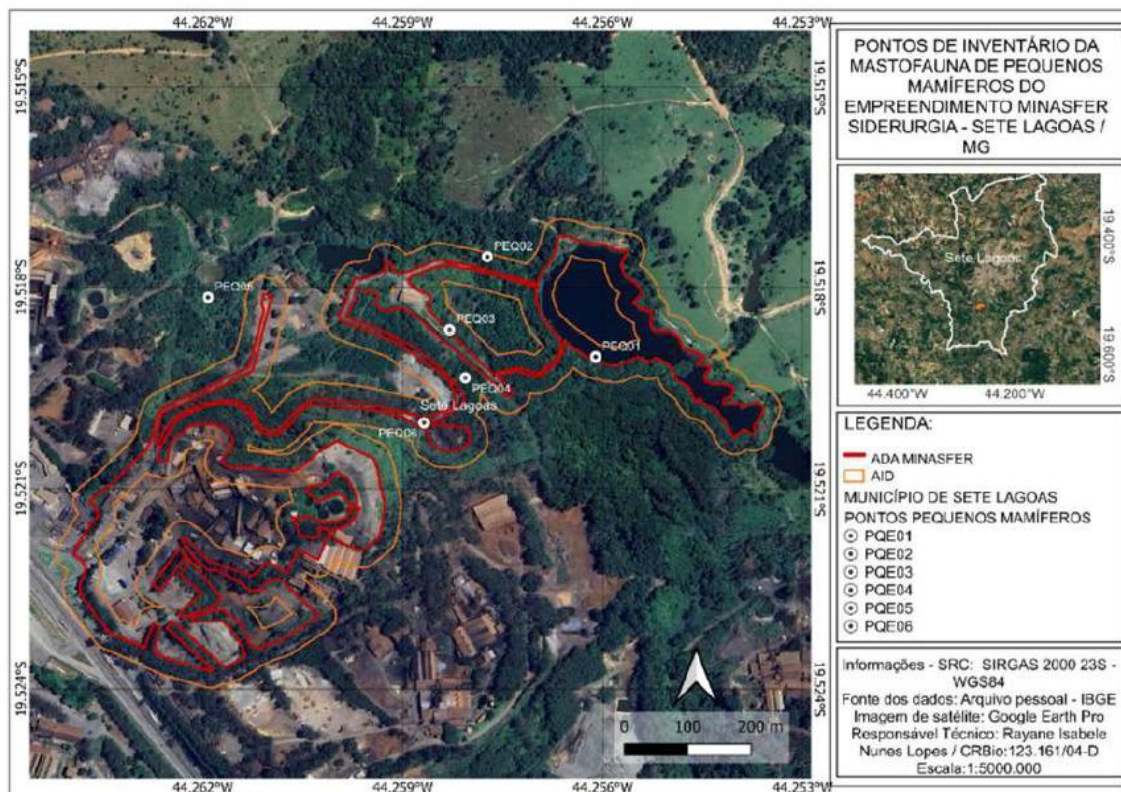 44.262°W
44.259°W
44.256°W
44.253°W
19.515°S
19.515°S
PONTOS DE INVENTÁRIO DA
MASTOFAUNA DE PEQUENOS
MAMÍFEROS DO
EMPREENDIMENTO MINASFER
SIDERURGIA - SETE LAGOAS /
MG
PEQ02
PEQ05
PEQ03
PEQ01
PEQ04
Sete Lagoas
PEQ06
19.518°S
19.518°S
19.521°S
19.521°S
19.524°S
19.524°S
0 100 200 m
44.262°W
44.259°W
44.256°W
44.253°W
Sete Lagoas
19.400°S
19.600°S
44.400°W
44.200°W
LEGENDA:
ADA MINASFER
AID
MUNICÍPIO DE SETE LAGOAS
PONTOS PEQUENOS MAMÍFEROS
PQE01
PQE02
PQE03
PQE04
PQE05
PQE06
Informações - SRC: SIRGAS 2000 23S -
WGS84
Fonte dos dados: Arquivo pessoal - IBGE
Imagem de satélite: Google Earth Pro
Responsável Técnico: Rayane Isabele
Nunes Lopes / CRBio:123.161/04-D
Escala:1:5000.000